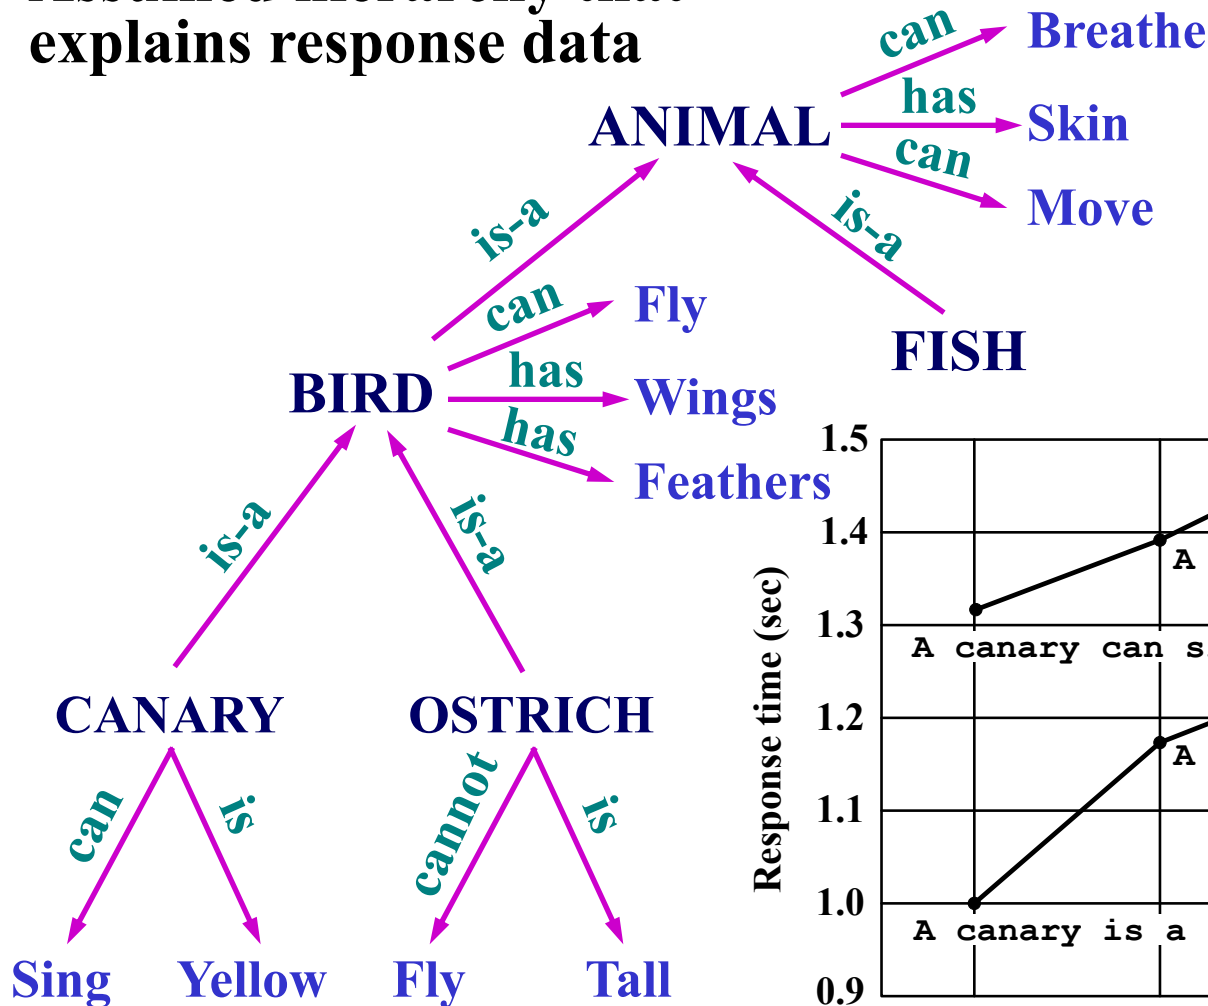 explains response data
can
Breathe
has
ANIMAL
Skin
can
Move
is-a
is-a
can
Fly
FISH
has
BIRD
Wings
has
Feathers
is-a
is-a
CANARY
OSTRICH
can
is
cannot
is
Sing
Yellow
Fly
Tall
Response time (sec)
1.5
1.4
A
1.3
A canary can
1.2
A
1.1
1.0
A canary is a
0.9